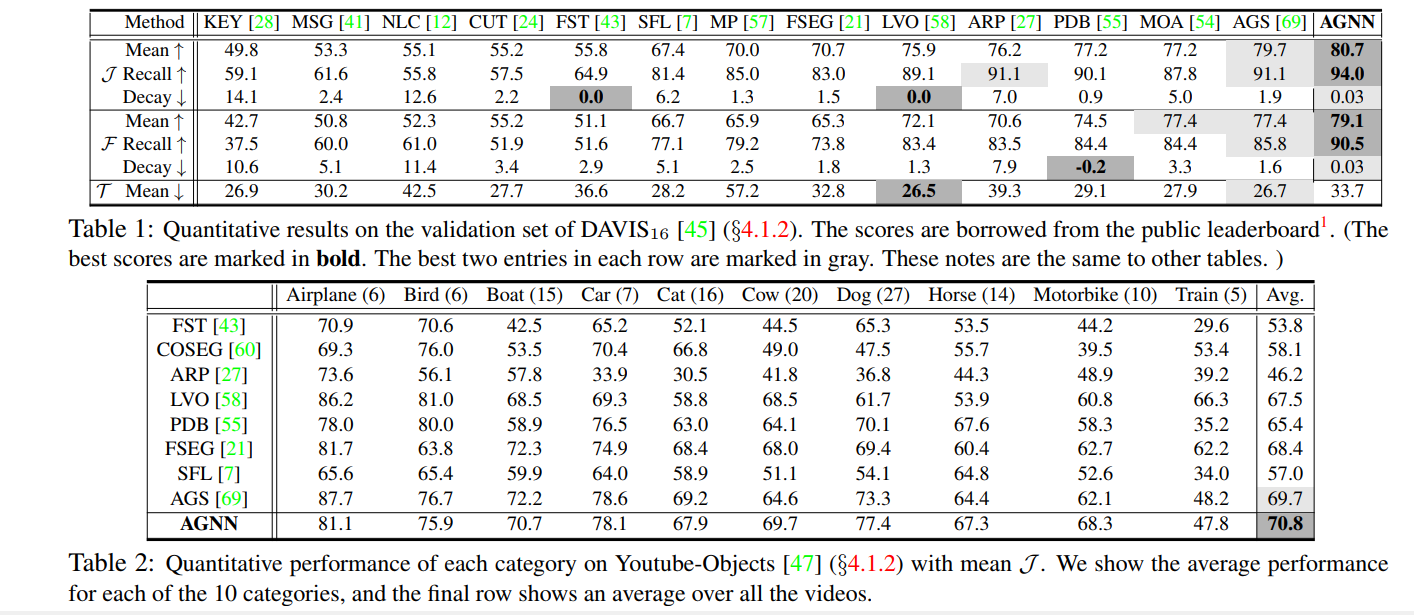 Method KEY [28] MSG [41] NLC [12] CUT [24] FST [43] SFL [7] MP [57] FSEG [21] LVO [58] ARP [27] PDB [55] MOA [54] AGS [69] AGNN
Mean ↑ 49.8 53.3 55.1 55.2 55.8 67.4 70.0 70.7 75.9 76.2 77.2 77.2 79.7 80.7
𝒥 Recall ↑ 59.1 61.6 55.8 57.5 64.9 81.4 85.0 83.0 89.1 91.1 90.1 87.8 91.1 94.0
Decay ↓ 14.1 2.4 12.6 2.2 0.0 6.2 1.3 1.5 0.0 7.0 0.9 5.0 1.9 0.03
Mean ↑ 42.7 50.8 52.3 55.2 51.1 66.7 65.9 65.3 72.1 70.6 74.5 77.4 77.4 79.1
ℱ Recall ↑ 37.5 60.0 61.0 51.9 51.6 77.1 79.2 73.8 83.4 83.5 84.4 84.4 85.8 90.5
Decay ↓ 10.6 5.1 11.4 3.4 2.9 5.1 2.5 1.8 1.3 7.9 -0.2 3.3 1.6 0.03
𝒯 Mean ↓ 26.9 30.2 42.5 27.7 36.6 28.2 57.2 32.8 26.5 39.3 29.1 27.9 26.7 33.7
Table 1: Quantitative results on the validation set of DAVIS₁₆ [45] (§4.1.2). The scores are borrowed from the public leaderboard¹. (The
best scores are marked in bold. The best two entries in each row are marked in gray. These notes are the same to other tables. )
Airplane (6) Bird (6) Boat (15) Car (7) Cat (16) Cow (20) Dog (27) Horse (14) Motorbike (10) Train (5) Avg.
FST [43] 70.9 70.6 42.5 65.2 52.1 44.5 65.3 53.5 44.2 29.6 53.8
COSEG [60] 69.3 76.0 53.5 70.4 66.8 49.0 47.5 55.7 39.5 53.4 58.1
ARP [27] 73.6 56.1 57.8 33.9 30.5 41.8 36.8 44.3 48.9 39.2 46.2
LVO [58] 86.2 81.0 68.5 69.3 58.8 68.5 61.7 53.9 60.8 66.3 67.5
PDB [55] 78.0 80.0 58.9 76.5 63.0 64.1 70.1 67.6 58.3 35.2 65.4
FSEG [21] 81.7 63.8 72.3 74.9 68.4 68.0 69.4 60.4 62.7 62.2 68.4
SFL [7] 65.6 65.4 59.9 64.0 58.9 51.1 54.1 64.8 52.6 34.0 57.0
AGS [69] 87.7 76.7 72.2 78.6 69.2 64.6 73.3 64.4 62.1 48.2 69.7
AGNN 81.1 75.9 70.7 78.1 67.9 69.7 77.4 67.3 68.3 47.8 70.8
Table 2: Quantitative performance of each category on Youtube-Objects [47] (§4.1.2) with mean 𝒥. We show the average performance
for each of the 10 categories, and the final row shows an average over all the videos.